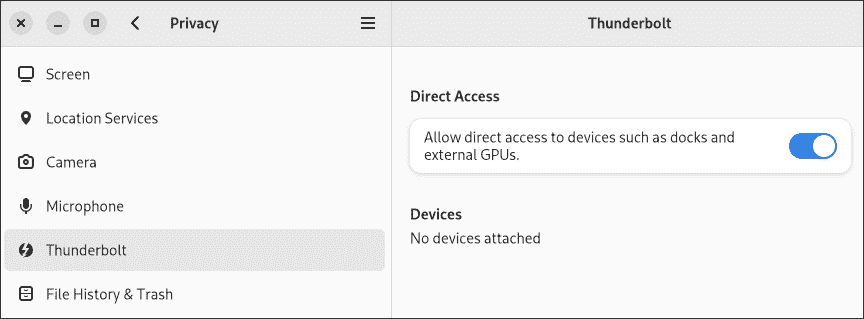 Privacy
Thunderbolt
Screen
Location Services
Camera
Microphone
Thunderbolt
File History & Trash
Direct Access
Allow direct access to devices such as docks and
external GPUs.
Devices
No devices attached